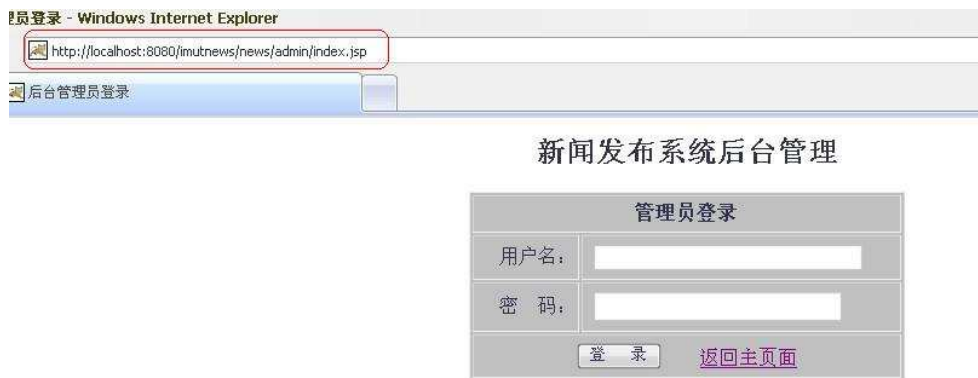 理员登录 - Windows Internet Explorer
http://localhost:8080/imutnews/news/admin/index.jsp
后台管理员登录
新闻发布系统后台管理
管理员登录
用户名：
密 码：
登 录 返回主页面